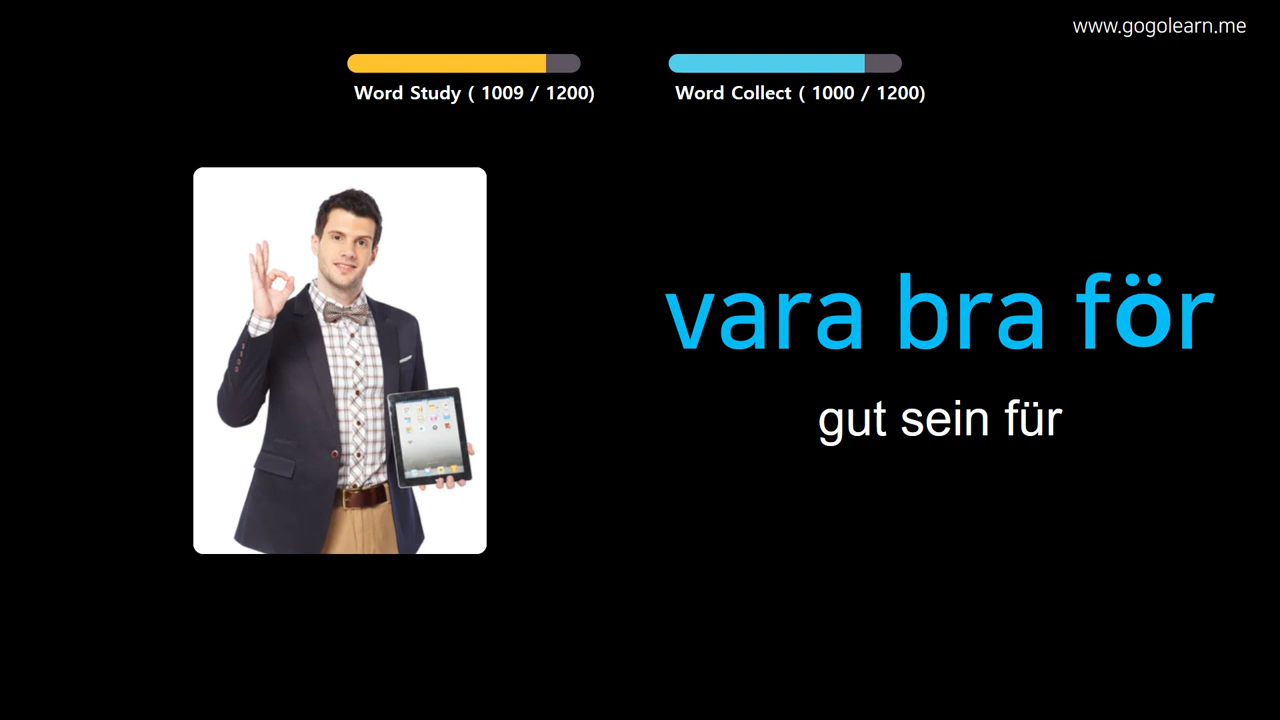 www.gogolearn.me
Word Study ( 1009 / 1200)
Word Collect ( 1000 / 1200)
vara bra för
gut sein für